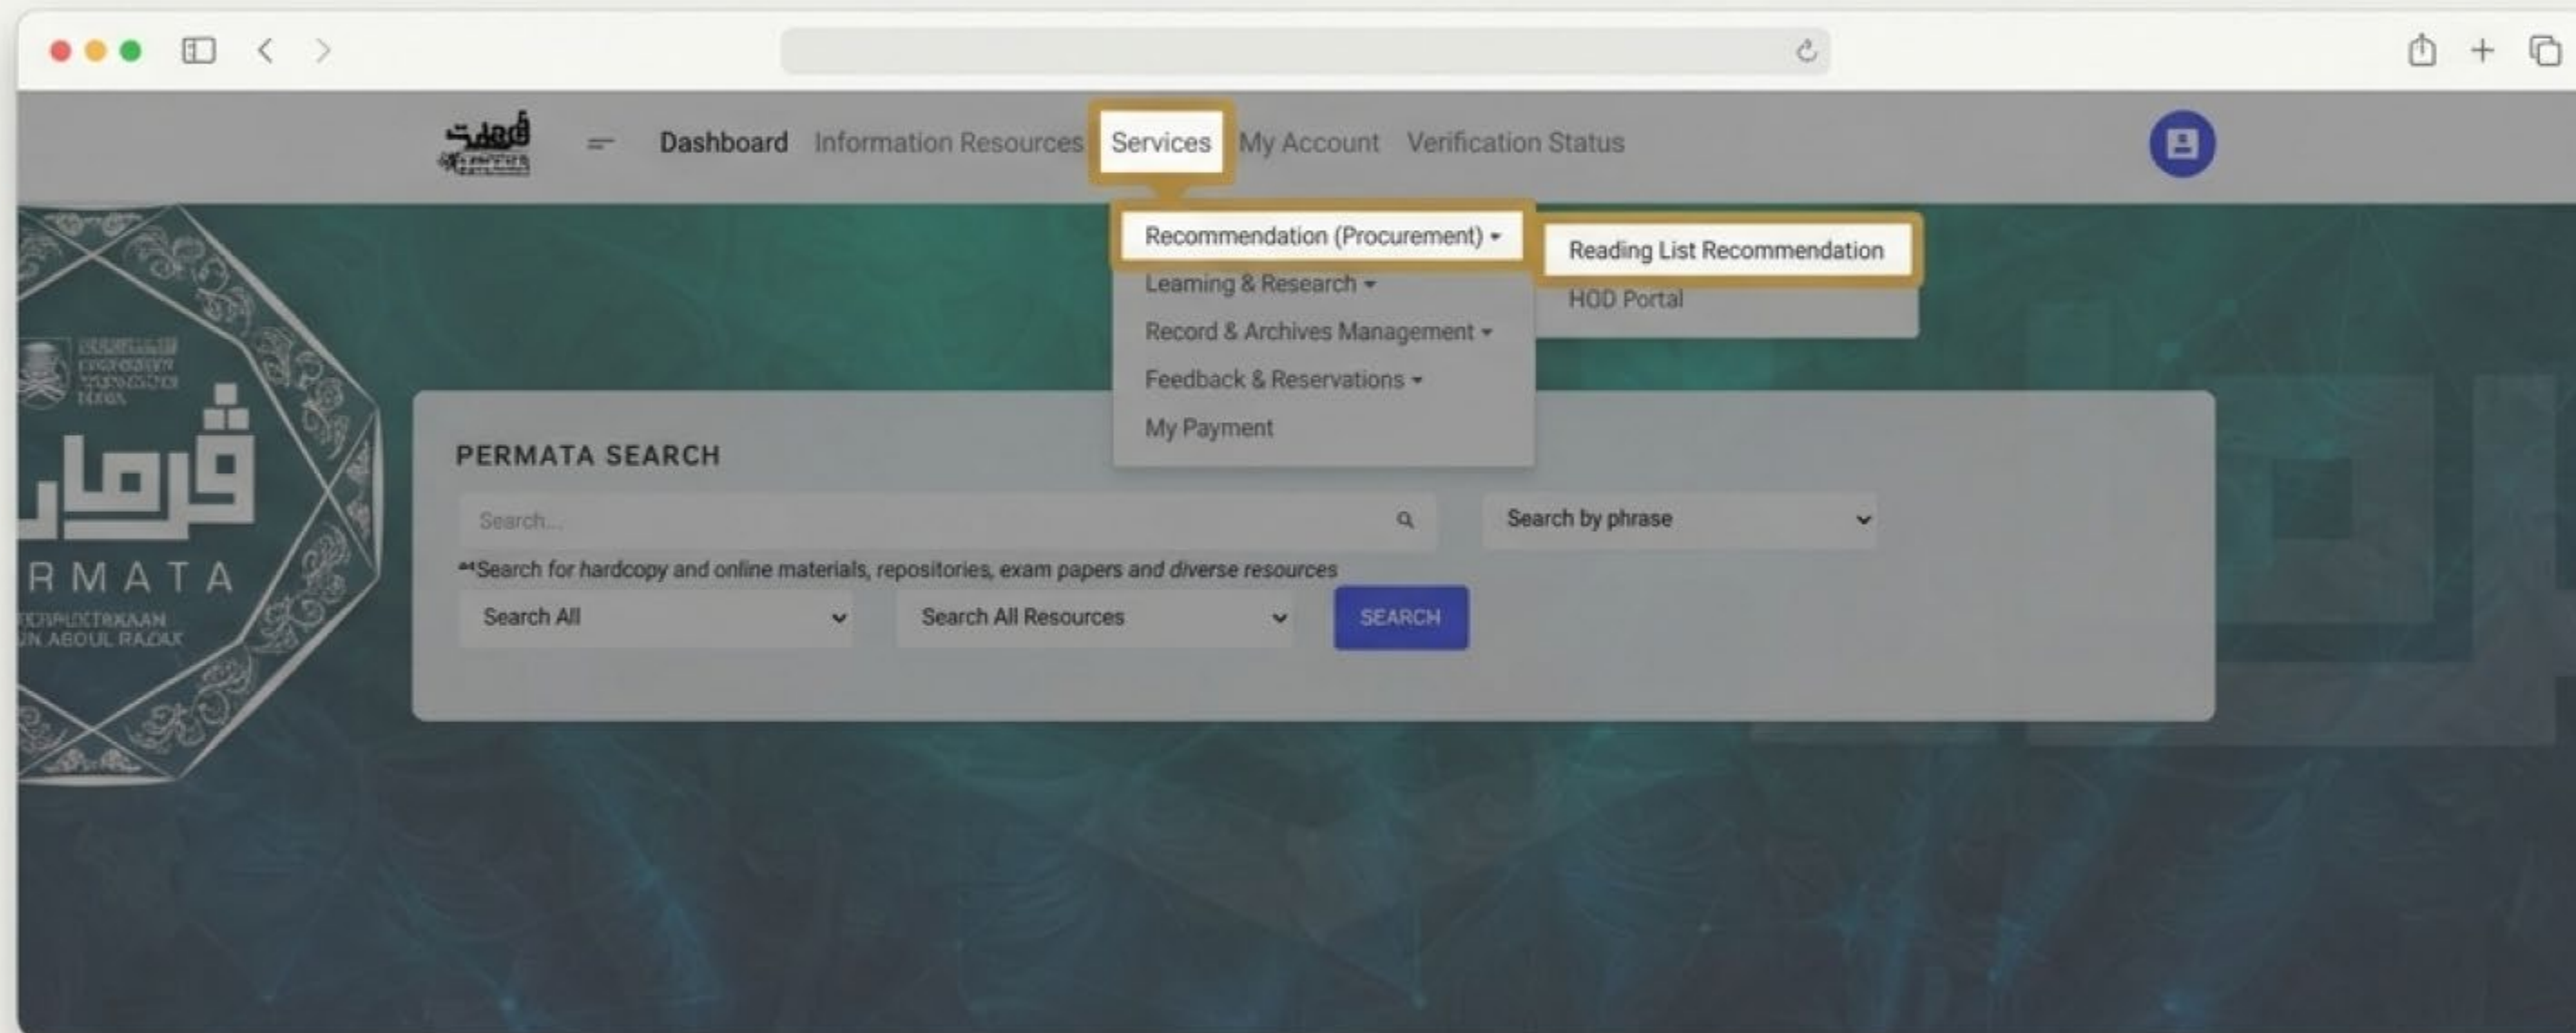 Dashboard Information Resources Services My Account Verification Status
Recommendation (Procurement)
Reading List Recommendation
Learning & Research
HOD Portal
Record & Archives Management
Feedback & Reservations
My Payment
PERMATA SEARCH
Search...
Search by phrase
**Search for hardcopy and online materials, repositories, exam papers and diverse resources
Search All
Search All Resources
SEARCH
RMATA